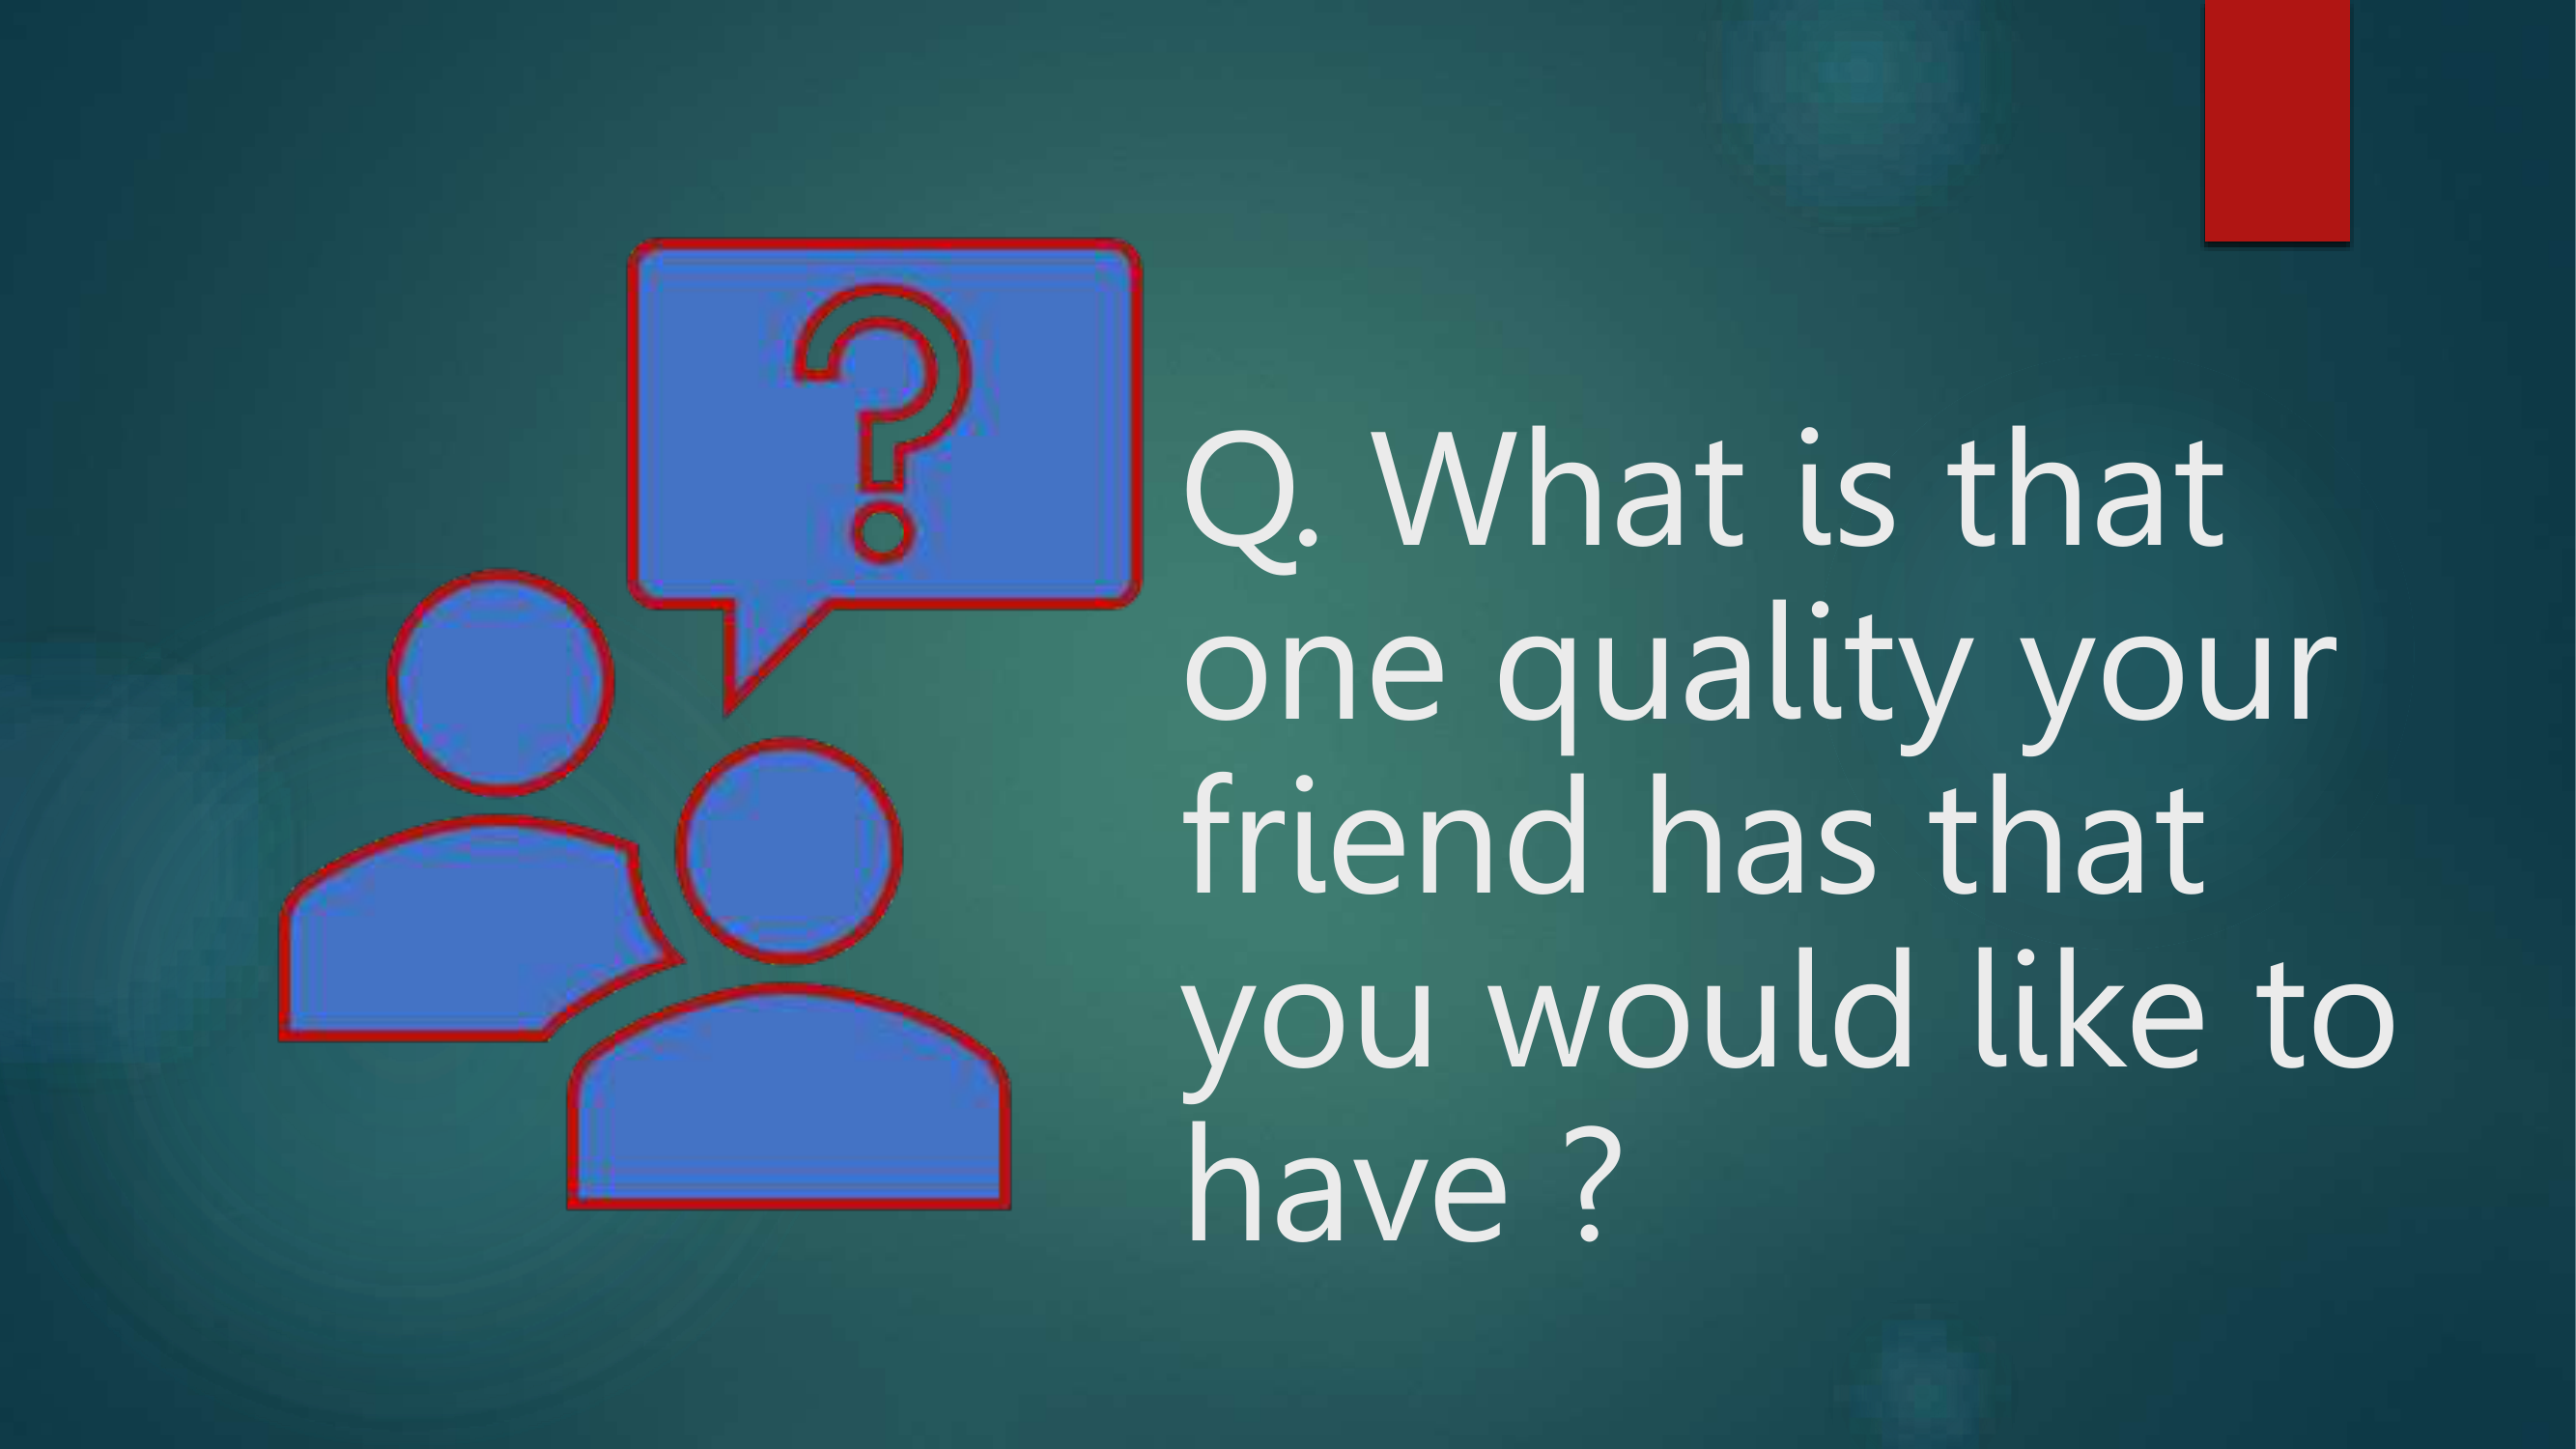 Q. What is that
one quality your
friend has that
you would like to
have ?